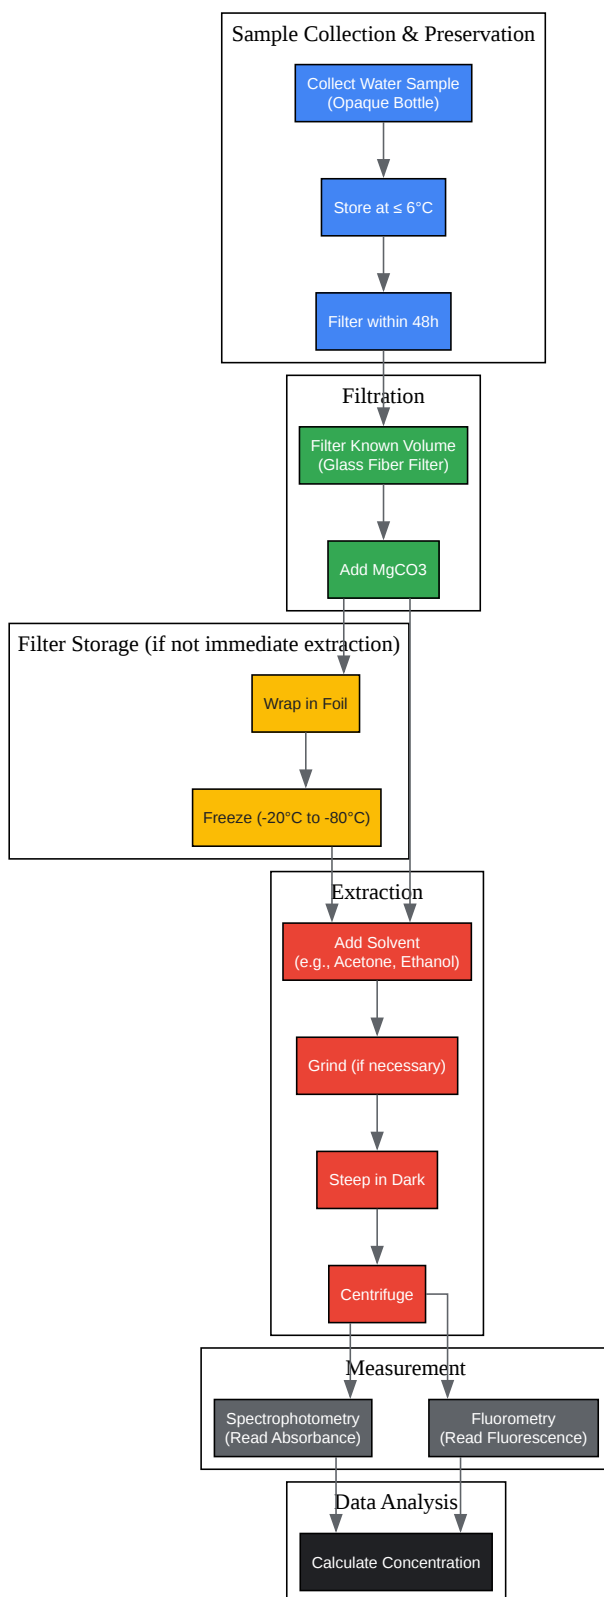 Sample Collection & Preservation
Collect Water Sample
(Opaque Bottle)
Store at ≤ 6°C
Filter within 48h
Filtration
Filter Known Volume
(Glass Fiber Filter)
Add MgCO3
Filter Storage (if not immediate extraction)
Wrap in Foil
Freeze (-20°C to -80°C)
Extraction
Add Solvent
(e.g., Acetone, Ethanol)
Grind (if necessary)
Steep in Dark
Centrifuge
Measurement
Spectrophotometry
(Read Absorbance)
Fluorometry
(Read Fluorescence)
Data Analysis
Calculate Concentration